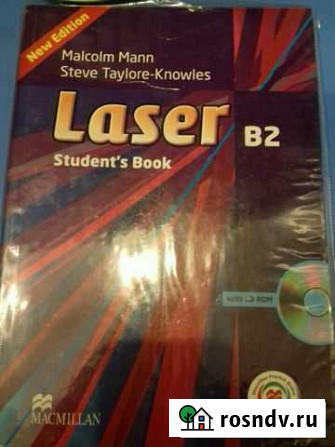 New Edition
Malcolm Mann
Steve Taylore-Knowles
Laser B2
Student's Book
with CD-ROM
MACMILLAN
rosndv.ru